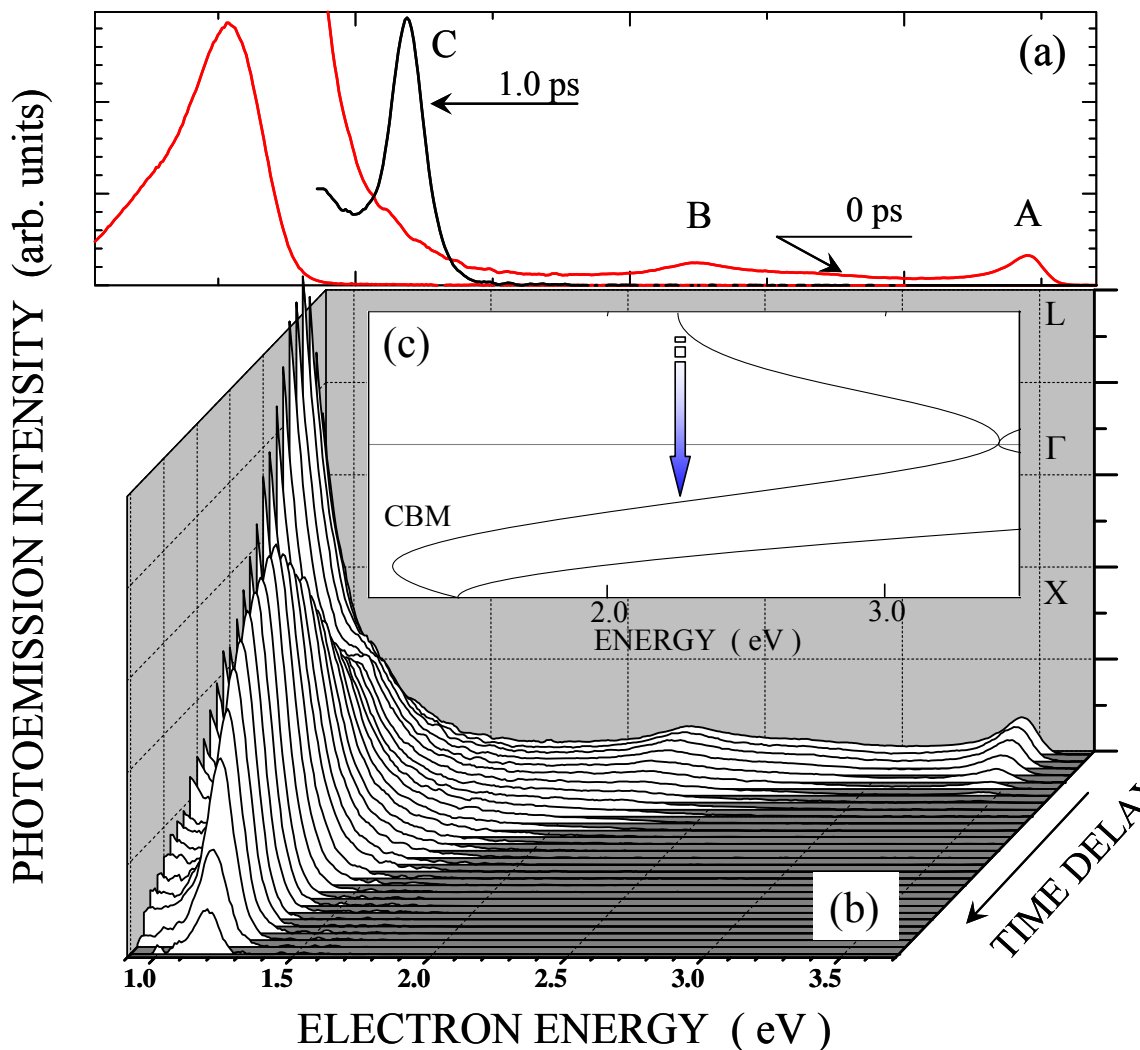 (a)
C
1.0 ps
B
0 ps
A
PHOTOEMISSION INTENSITY (arb. units)
(c)
L
Γ
CBM
X
2.0
3.0
ENERGY ( eV )
(b)
TIME DELAY
1.0
1.5
2.0
2.5
3.0
3.5
ELECTRON ENERGY ( eV )